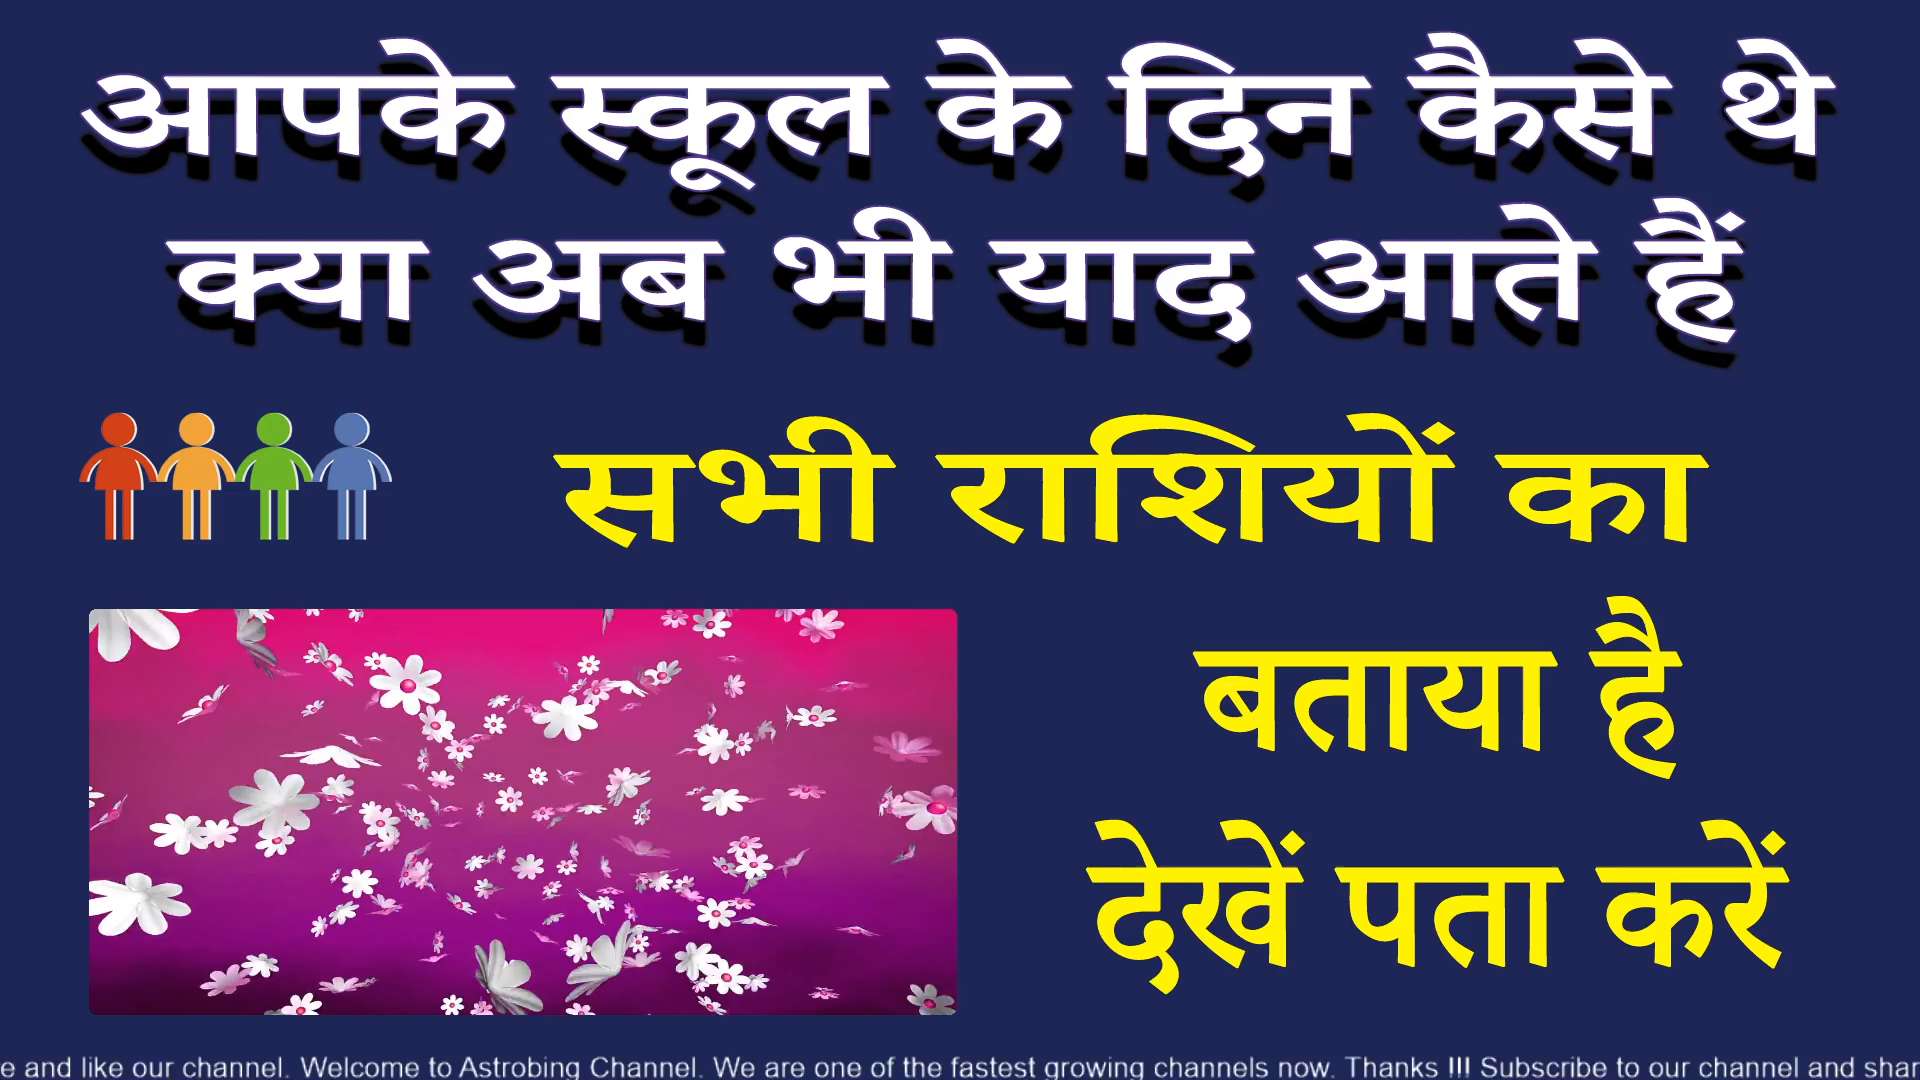 आपके स्कूल के दिन कैसे थे
क्या अब भी याद आते हैं
सभी राशियों का
बताया है
देखें पता करें
e and like our channel. Welcome to Astrobing Channel. We are one of the fastest growing channels now. Thanks !!! Subscribe to our channel and shar